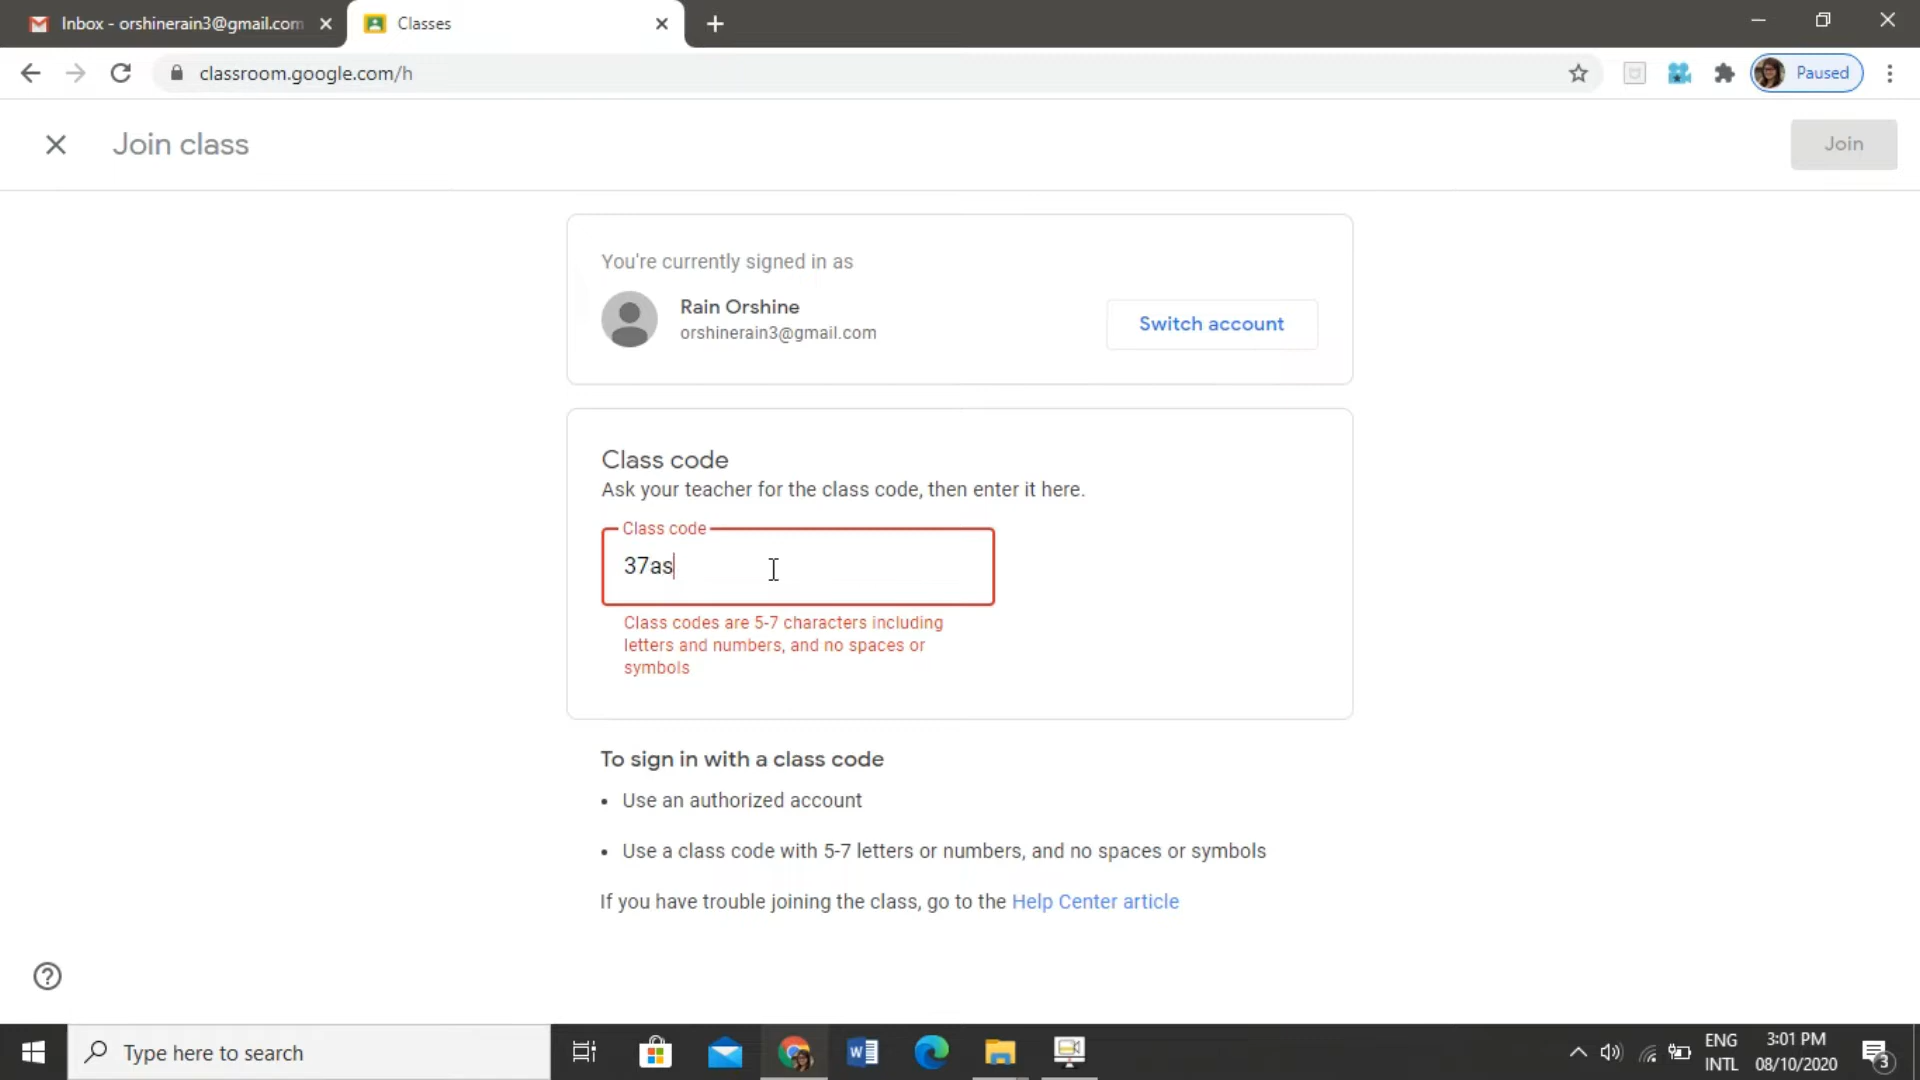 Inbox - orshinerain3@gmail.com
Classes
classroom.google.com/h
Paused
Join class
Join
You're currently signed in as
Rain Orshine
orshinerain3@gmail.com
Switch account
Class code
Ask your teacher for the class code, then enter it here.
Class code
37as
Class codes are 5-7 characters including
letters and numbers, and no spaces or
symbols
To sign in with a class code
• Use an authorized account
• Use a class code with 5-7 letters or numbers, and no spaces or symbols
If you have trouble joining the class, go to the Help Center article
Type here to search
ENG
INTL
3:01 PM
08/10/2020
3